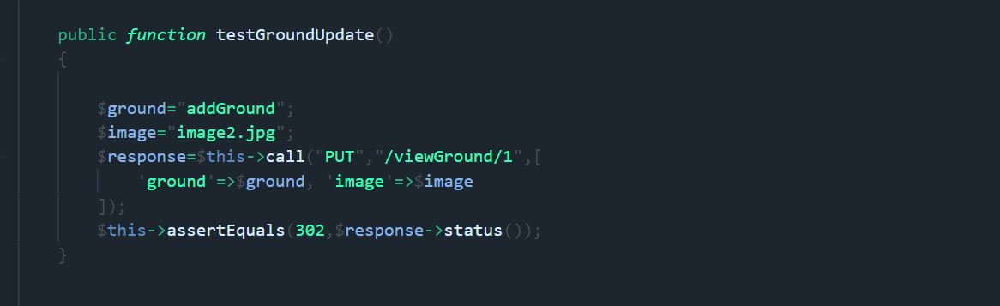 public function testGroundUpdate()
{
$ground="addGround";
$image="image2.jpg";
$response=$this->call("PUT","/viewGround/1",[
'ground'=>$ground, 'image'=>$image
]);
$this->assertEquals(302,$response->status());
}